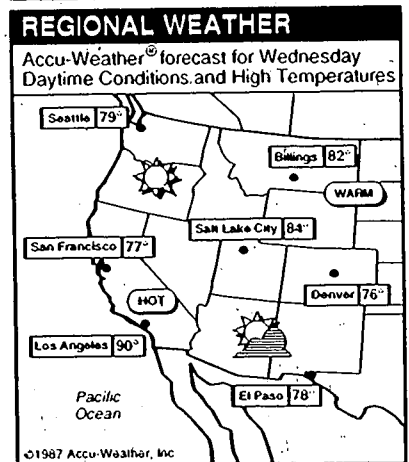 REGIONAL WEATHER
Accu-Weather® forecast for Wednesday
Daytime Conditions and High Temperatures
Seattle 79°
Billings 82°
WARM
Salt Lake City 84°
San Francisco 77°
HOT
Denver 76°
Los Angeles 90°
El Paso 78°
Pacific
Ocean
©1987 Accu-Weather, Inc